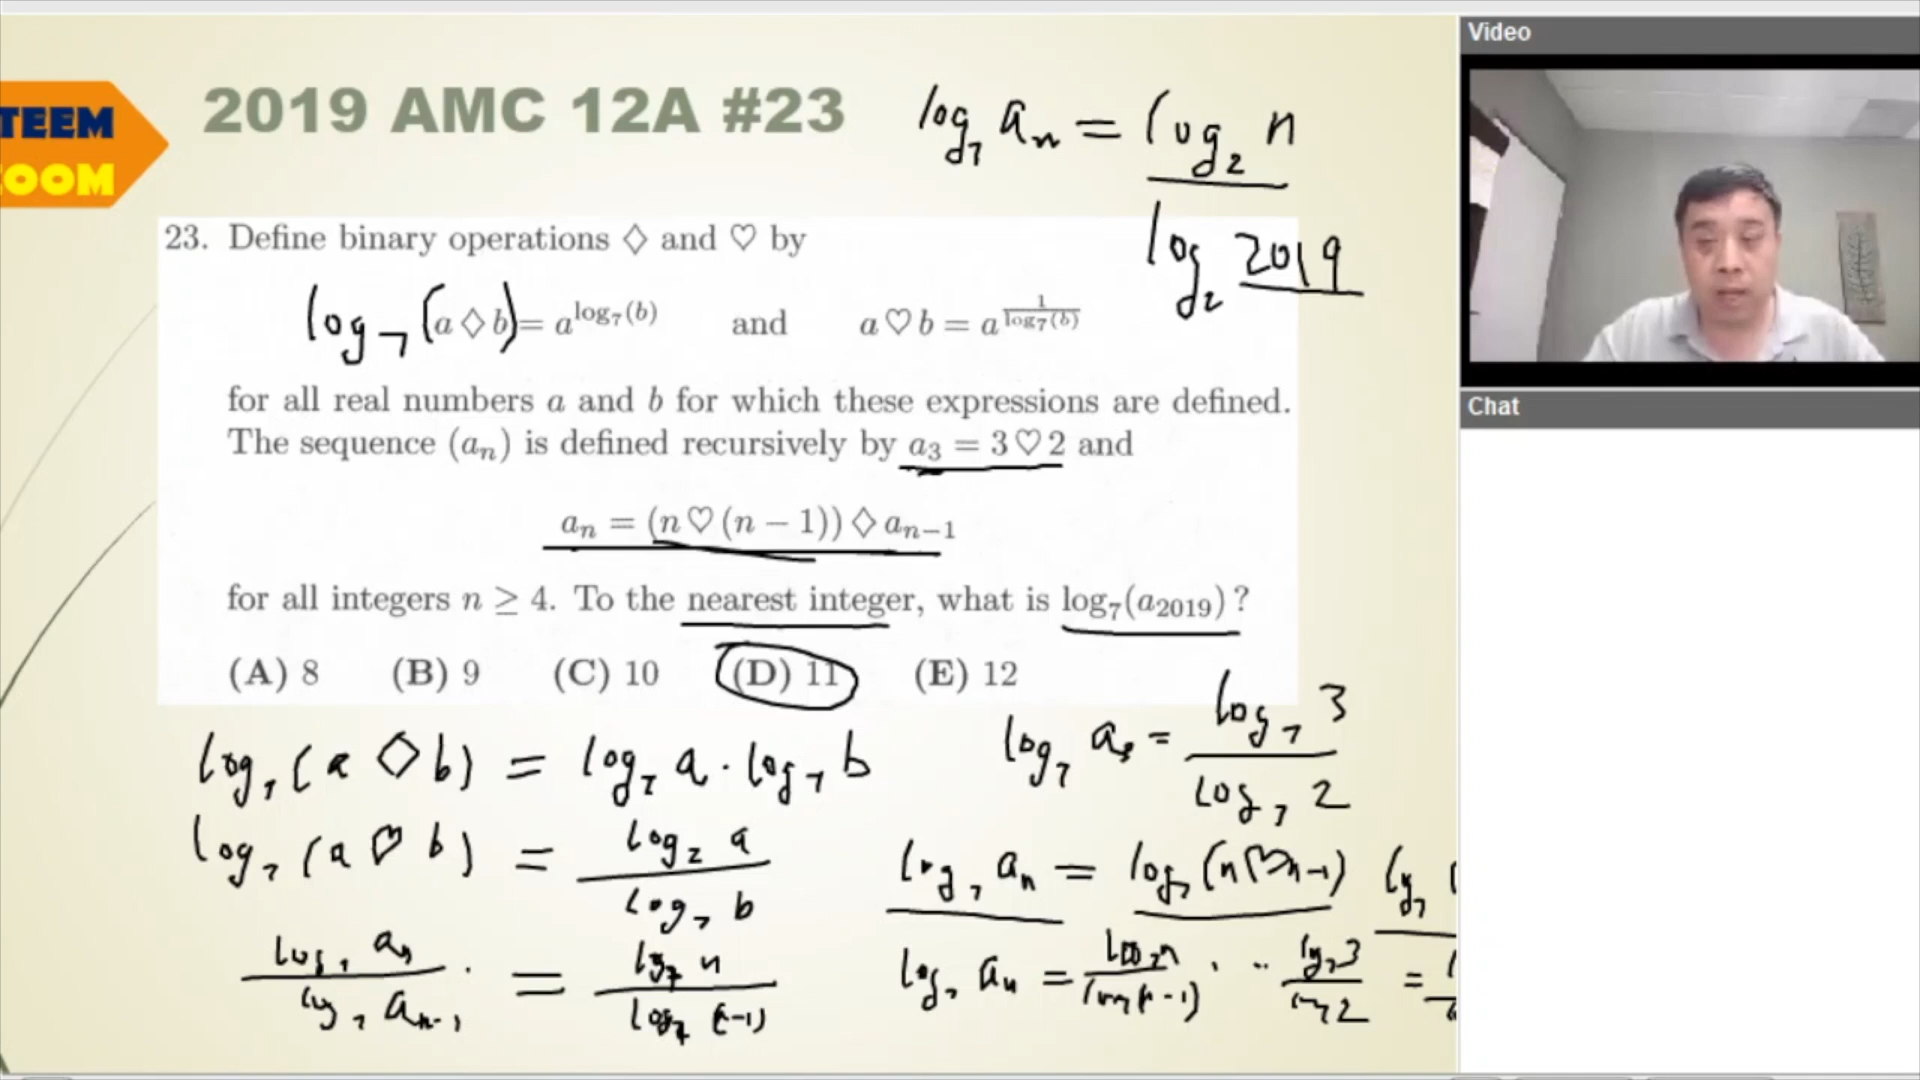 TEEM
OOM
2019 AMC 12A #23
log₇ aₙ = log₂ n
log₂ 2019
23. Define binary operations ♢ and ♡ by
log₇(a ♢ b) = a^{log₇(b)} and a ♡ b = a^{1/log₇(b)}
for all real numbers a and b for which these expressions are defined.
The sequence (aₙ) is defined recursively by a₃ = 3 ♡ 2 and
aₙ = (n ♡ (n − 1)) ♢ aₙ₋₁
for all integers n ≥ 4. To the nearest integer, what is log₇(a₂₀₁₉) ?
(A) 8 (B) 9 (C) 10 (D) 11 (E) 12
log₇(a ♢ b) = log₇ a · log₇ b
log₇(a ♡ b) = log₇ a / log₇ b
log₇ aₙ / log₇ aₙ₋₁ = log₇ n / log₇ (n-1)
log₇ a₃ = log₇ 3 / log₇ 2
log₇ aₙ = log₇(n ♡ n-1) log₇
log₇ aₙ = log₇ n / log₇(n-1) · ·· log₇ 3 / log₇ 2 =
Video
Chat